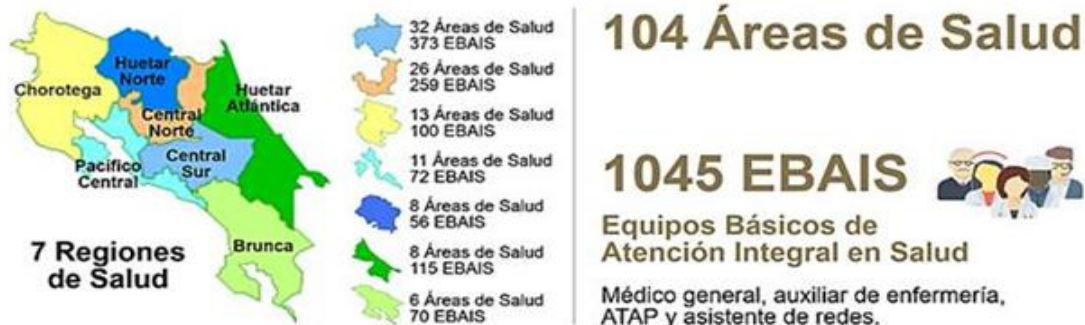 Huetar
Norte
Chorotega
Huetar
Atlántica
Central
Norte
Pacífico
Central
Central
Sur
Brunca
7 Regiones
de Salud
32 Áreas de Salud
373 EBAIS
26 Áreas de Salud
259 EBAIS
13 Áreas de Salud
100 EBAIS
11 Áreas de Salud
72 EBAIS
8 Áreas de Salud
56 EBAIS
8 Áreas de Salud
115 EBAIS
6 Áreas de Salud
70 EBAIS
104 Áreas de Salud
1045 EBAIS
Equipos Básicos de
Atención Integral en Salud
Médico general, auxiliar de enfermería,
ATAP y asistente de redes.